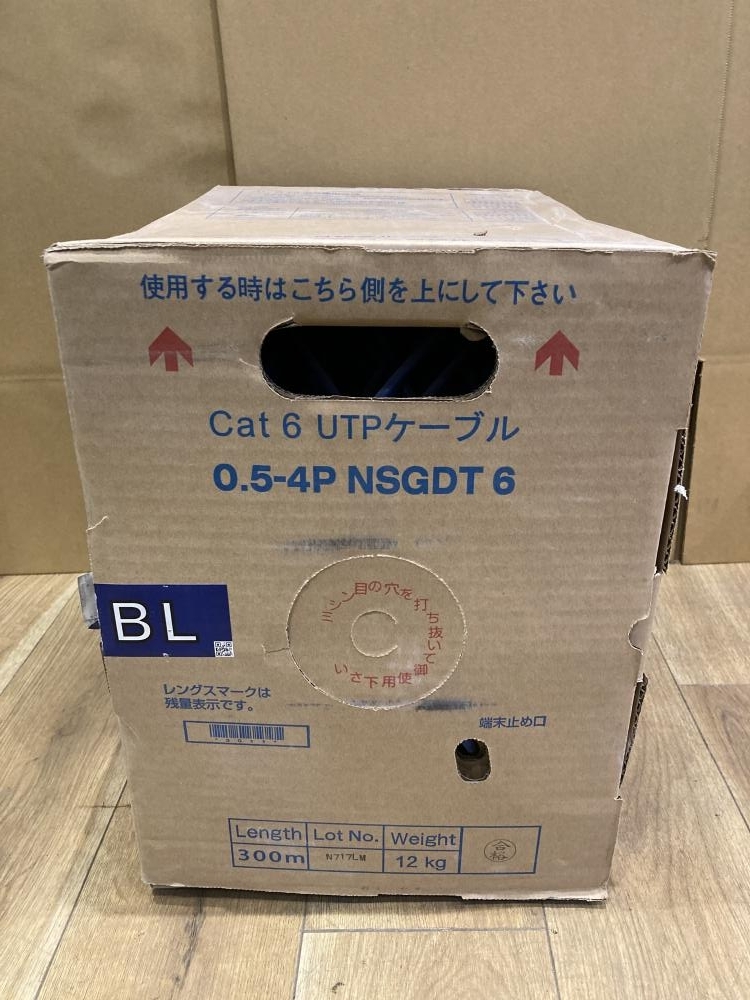 使用する時はこちら側を上にして下さい
Cat 6 UTPケーブル
0.5-4P NSGDT 6
ミシン目の穴を打ち抜いて
御使用下さい
BL
レングスマークは
残量表示です。
端末止め口
Length Lot No. Weight
300m N717LM 12 kg
合格